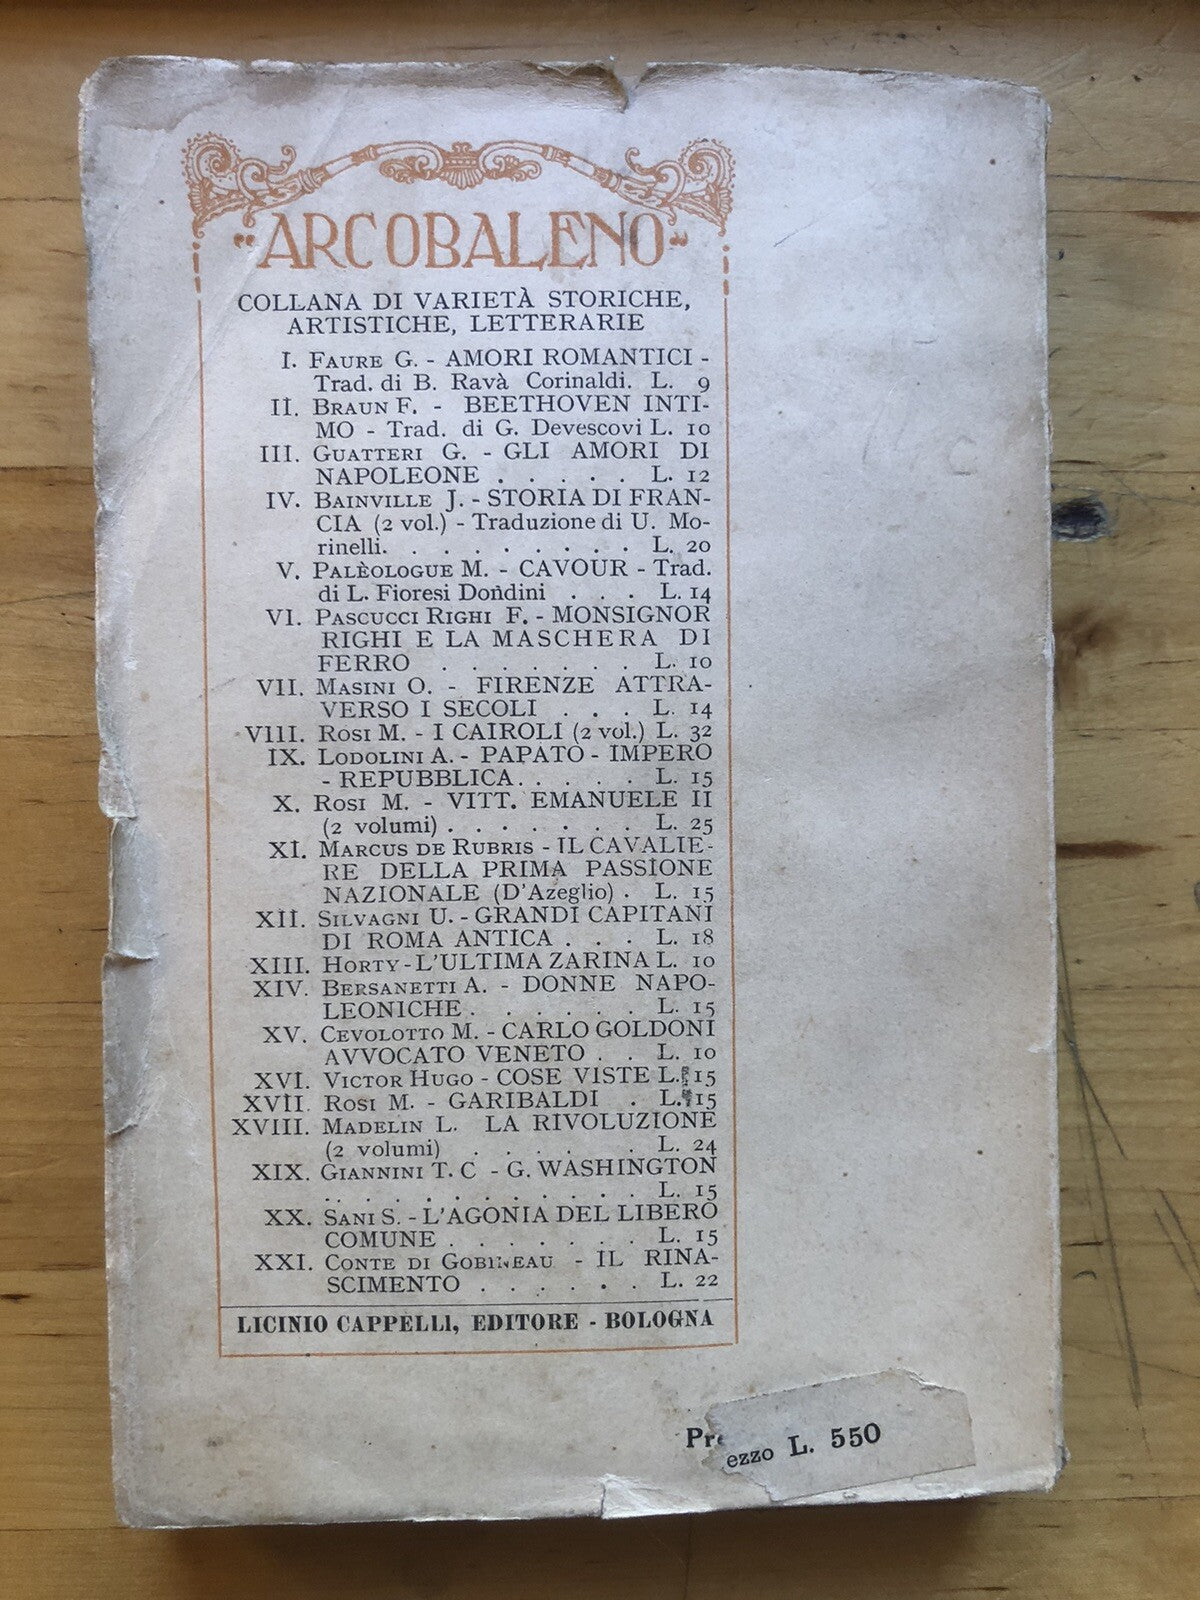 "ARCOBALENO"
COLLANA DI VARIETÀ STORICHE,
ARTISTICHE, LETTERARIE
I. FAURE G. - AMORI ROMANTICI -
Trad. di B. Ravà Corinaldi. L. 9
II. BRAUN F. - BEETHOVEN INTI-
MO - Trad. di G. Devescovi L. 10
III. GUATTERI G. - GLI AMORI DI
NAPOLEONE . . . . . L. 12
IV. BAINVILLE J. - STORIA DI FRAN-
CIA (2 vol.) - Traduzione di U. Mo-
rinelli. . . . . . . . . . L. 20
V. PALÈOLOGUE M. - CAVOUR - Trad.
di L. Fioresi Dondini . . . L. 14
VI. PASCUCCI RIGHI F. - MONSIGNOR
RIGHI E LA MASCHERA DI
FERRO . . . . . . . L. 10
VII. MASINI O. - FIRENZE ATTRA-
VERSO I SECOLI . . . L. 14
VIII. ROSI M. - I CAIROLI (2 vol.) L. 32
IX. LODOLINI A. - PAPATO - IMPERO
- REPUBBLICA. . . . . L. 15
X. ROSI M. - VITT. EMANUELE II
(2 volumi) . . . . . . . L. 25
XI. MARCUS DE RUBRIS - IL CAVALIE-
RE DELLA PRIMA PASSIONE
NAZIONALE (D'Azeglio) . L. 15
XII. SILVAGNI U. - GRANDI CAPITANI
DI ROMA ANTICA . . . L. 18
XIII. HORTY - L'ULTIMA ZARINA L. 10
XIV. BERSANETTI A. - DONNE NAPO-
LEONICHE . . . . . . L. 15
XV. CEVOLOTTO M. - CARLO GOLDONI
AVVOCATO VENETO . . L. 10
XVI. VICTOR HUGO - COSE VISTE L. 15
XVII. ROSI M. - GARIBALDI . L. 15
XVIII. MADELIN L. LA RIVOLUZIONE
(2 volumi) . . . . . . L. 24
XIX. GIANNINI T. C - G. WASHINGTON
. . . . . . . . . . . L. 15
XX. SANI S. - L'AGONIA DEL LIBERO
COMUNE . . . . . . . L. 15
XXI. CONTE DI GOBINEAU - IL RINA-
SCIMENTO . . . . . . L. 22
LICINIO CAPPELLI, EDITORE - BOLOGNA
Pre
ezzo L. 550